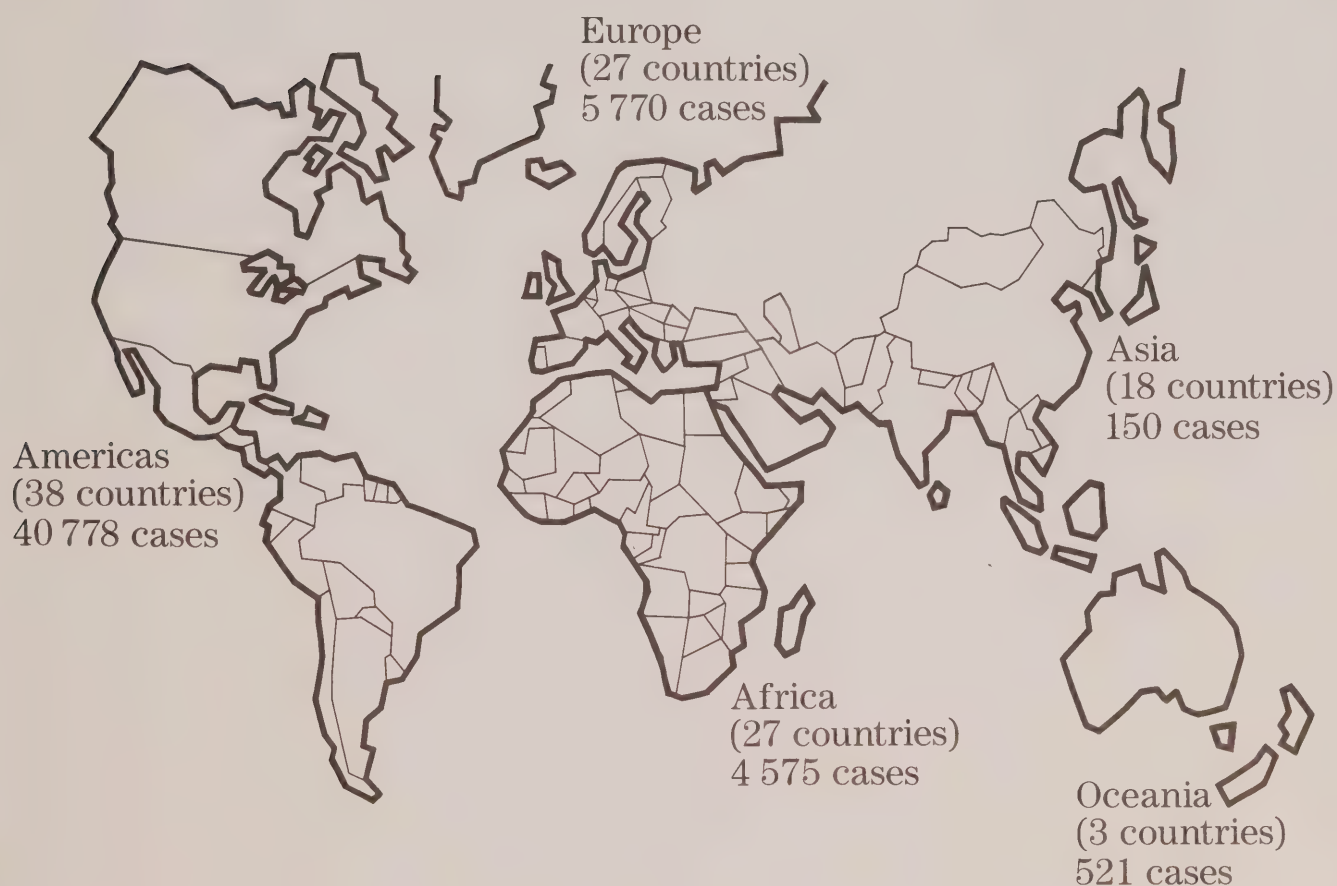 Europe
(27 countries)
5 770 cases
Asia
(18 countries)
150 cases
Americas
(38 countries)
40 778 cases
Africa
(27 countries)
4 575 cases
Oceania
(3 countries)
521 cases